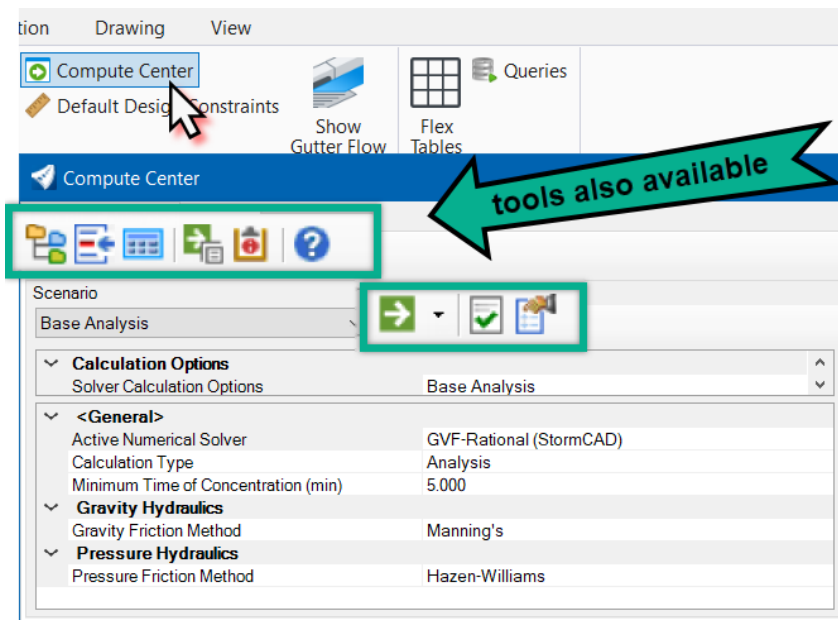 tion Drawing View
Compute Center
Queries
Default Design Constraints
Show
Gutter Flow
Flex
Tables
Compute Center
tools also available
Scenario
Base Analysis
Calculation Options
Solver Calculation Options Base Analysis
<General>
Active Numerical Solver GVF-Rational (StormCAD)
Calculation Type Analysis
Minimum Time of Concentration (min) 5.000
Gravity Hydraulics
Gravity Friction Method Manning's
Pressure Hydraulics
Pressure Friction Method Hazen-Williams